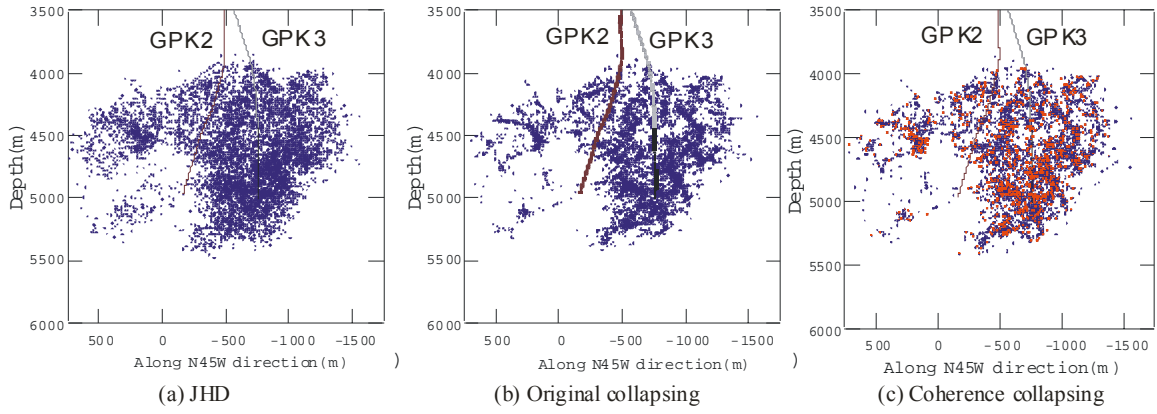 3500
4000
4500
5000
5500
6000
Depth (m)
GPK2
GPK3
500
0
-500
-1000
-1500
Along N45W direction(m)
)
(a) JHD
3500
4000
4500
5000
5500
6000
Depth (m)
GPK2
GPK3
500
0
-500
-1000
-1500
Along N45W direction(m)
)
(b) Original collapsing
3500
4000
4500
5000
5500
6000
Depth (m)
GPK2
GPK3
500
0
-500
-1000
-1500
Along N45W direction(m)
(c) Coherence collapsing